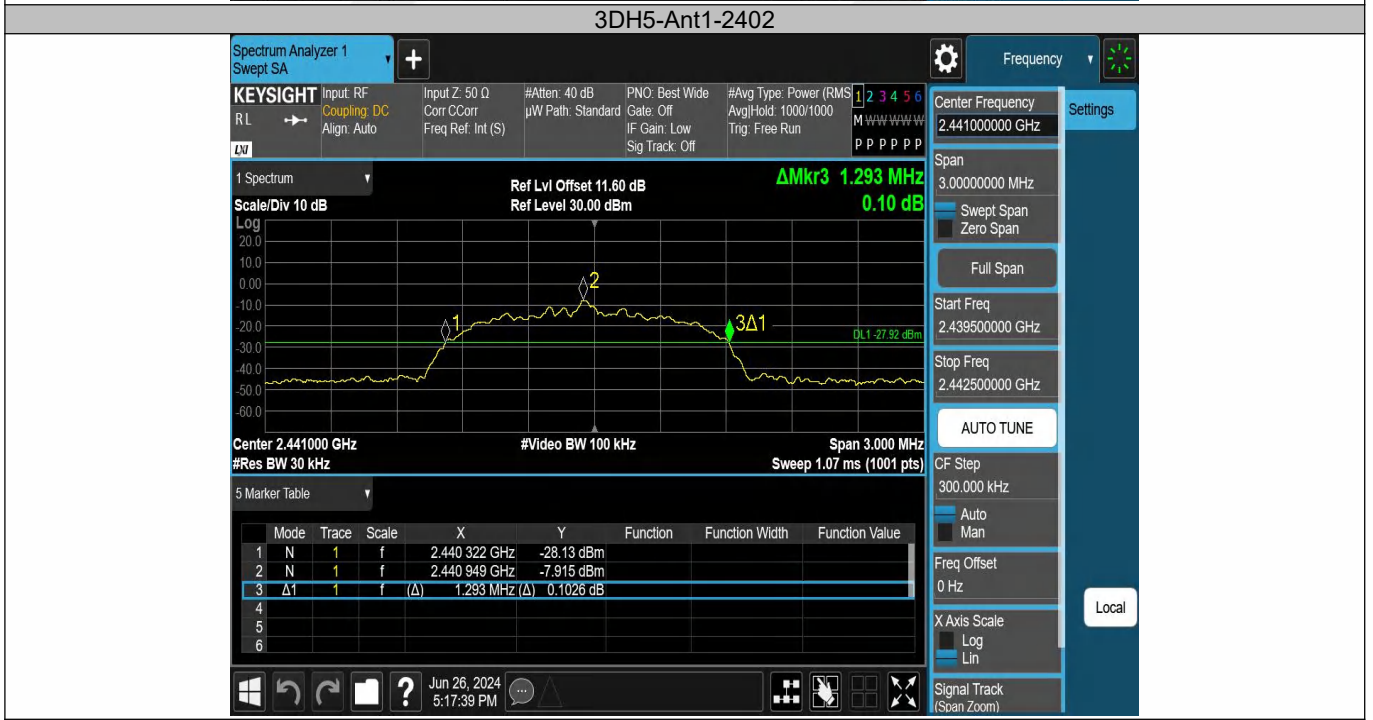 3DH5-Ant1-2402
Spectrum Analyzer 1
Swept SA
+
Frequency
KEYSIGHT
RL
LXI
Input: RF
Coupling: DC
Align: Auto
Input Z: 50 Ω
Corr CCorr
Freq Ref: Int (S)
#Atten: 40 dB
µW Path: Standard
PNO: Best Wide
Gate: Off
IF Gain: Low
Sig Track: Off
#Avg Type: Power (RMS
Avg|Hold: 1000/1000
Trig: Free Run
1 2 3 4 5 6
M W W W W W
P P P P P P
1 Spectrum
Scale/Div 10 dB
Ref Lvl Offset 11.60 dB
Ref Level 30.00 dBm
ΔMkr3 1.293 MHz
0.10 dB
Log
20.0
10.0
0.00
-10.0
-20.0
-30.0
-40.0
-50.0
-60.0
1
2
3Δ1
DL1 -27.92 dBm
Center 2.441000 GHz
#Video BW 100 kHz
Span 3.000 MHz
#Res BW 30 kHz
Sweep 1.07 ms (1001 pts)
5 Marker Table
Mode Trace Scale X Y Function Function Width Function Value
1 N 1 f 2.440 322 GHz -28.13 dBm
2 N 1 f 2.440 949 GHz -7.915 dBm
3 Δ1 1 f (Δ) 1.293 MHz (Δ) 0.1026 dB
4
5
6
?
Jun 26, 2024
5:17:39 PM
Center Frequency
2.441000000 GHz
Settings
Span
3.00000000 MHz
Swept Span
Zero Span
Full Span
Start Freq
2.439500000 GHz
Stop Freq
2.442500000 GHz
AUTO TUNE
CF Step
300.000 kHz
Auto
Man
Freq Offset
0 Hz
Local
X Axis Scale
Log
Lin
Signal Track
(Span Zoom)